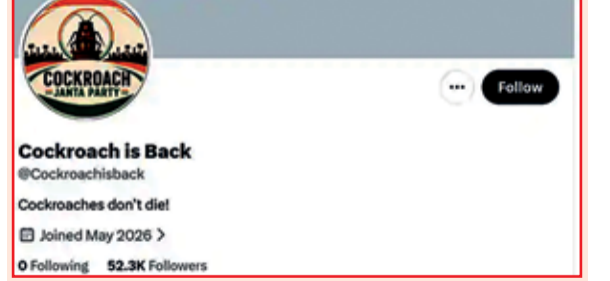 COCKROACH
JANTA PARTY
Follow
Cockroach is Back
@Cockroachisback
Cockroaches don't die!
Joined May 2026 >
0 Following 52.3K Followers